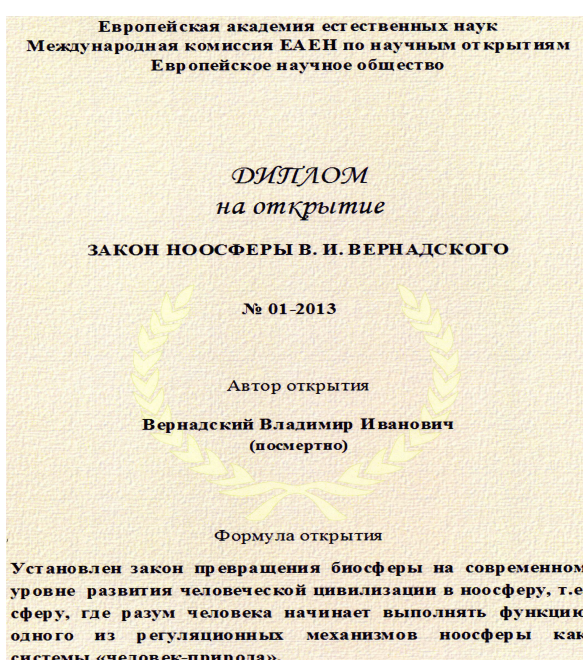 Европейская академия естественных наук
Международная комиссия ЕАЕН по научным открытиям
Европейское научное общество
ДИПЛОМ
на открытие
ЗАКОН НООСФЕРЫ В. И. ВЕРНАДСКОГО
№ 01-2013
Автор открытия
Вернадский Владимир Иванович
(посмертно)
Формула открытия
Установлен закон превращения биосферы на современном
уровне развития человеческой цивилизации в ноосферу, т.е
сферу, где разум человека начинает выполнять функцию
одного из регуляционных механизмов ноосферы как
системы «человек-природа».